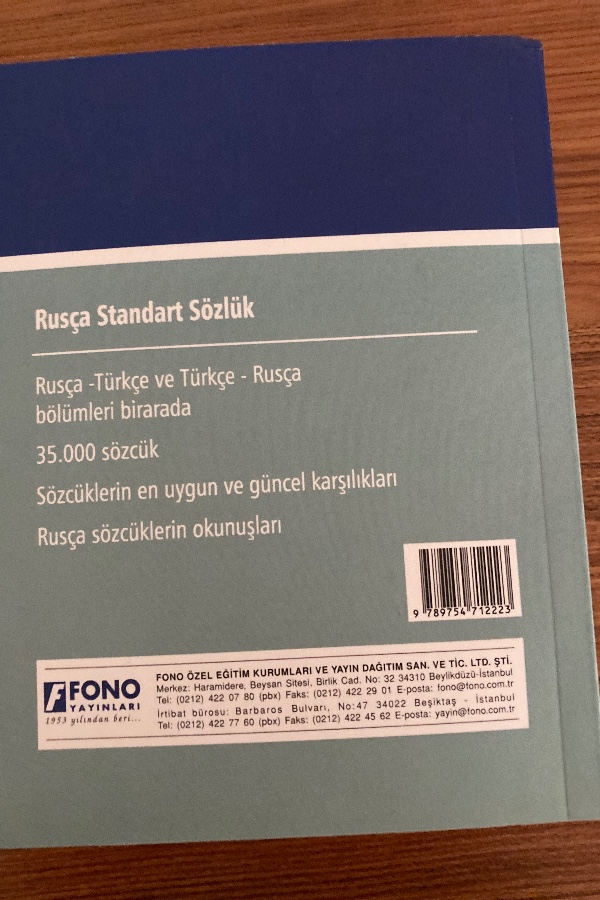 Rusça Standart Sözlük
Rusça -Türkçe ve Türkçe - Rusça
bölümleri birarada
35.000 sözcük
Sözcüklerin en uygun ve güncel karşılıkları
Rusça sözcüklerin okunuşları
9 789754 712223
FONO
YAYINLARI
1953 yılından beri...
FONO ÖZEL EĞİTİM KURUMLARI VE YAYIN DAĞITIM SAN. VE TİC. LTD. ŞTİ.
Merkez: Haramidere, Beysan Sitesi, Birlik Cad. No: 32 34310 Beylikdüzü-İstanbul
Tel: (0212) 422 07 80 (pbx) Faks: (0212) 422 29 01 E-posta: fono@fono.com.tr
İrtibat bürosu: Barbaros Bulvarı, No:47 34022 Beşiktaş - İstanbul
Tel: (0212) 422 77 60 (pbx) Faks: (0212) 422 45 62 E-posta: yayin@fono.com.tr